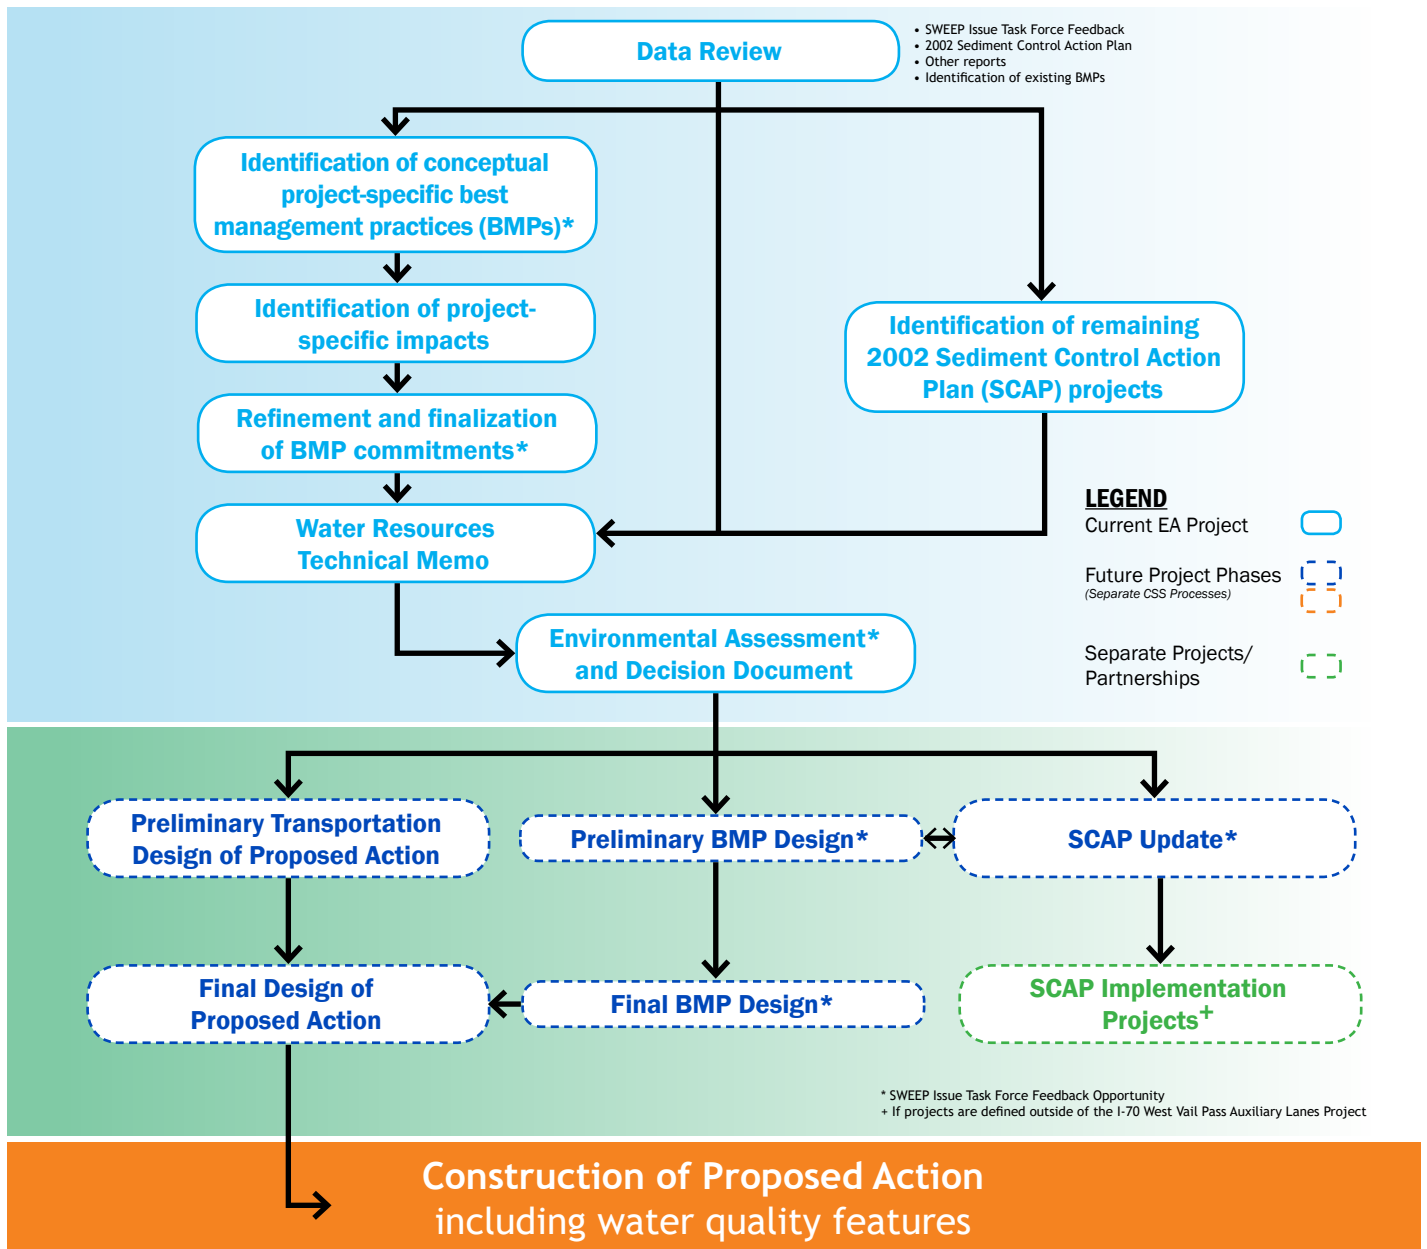 Data Review
• SWEEP Issue Task Force Feedback
• 2002 Sediment Control Action Plan
• Other reports
• Identification of existing BMPs
Identification of conceptual
project-specific best
management practices (BMPs)*
Identification of project-
specific impacts
Identification of remaining
2002 Sediment Control Action
Plan (SCAP) projects
Refinement and finalization
of BMP commitments*
Water Resources
Technical Memo
LEGEND
Current EA Project
Future Project Phases
(Separate CSS Processes)
Separate Projects/
Partnerships
Environmental Assessment*
and Decision Document
Preliminary Transportation
Design of Proposed Action
Preliminary BMP Design*
SCAP Update*
Final Design of
Proposed Action
Final BMP Design*
SCAP Implementation
Projects+
* SWEEP Issue Task Force Feedback Opportunity
+ If projects are defined outside of the I-70 West Vail Pass Auxiliary Lanes Project
Construction of Proposed Action
including water quality features